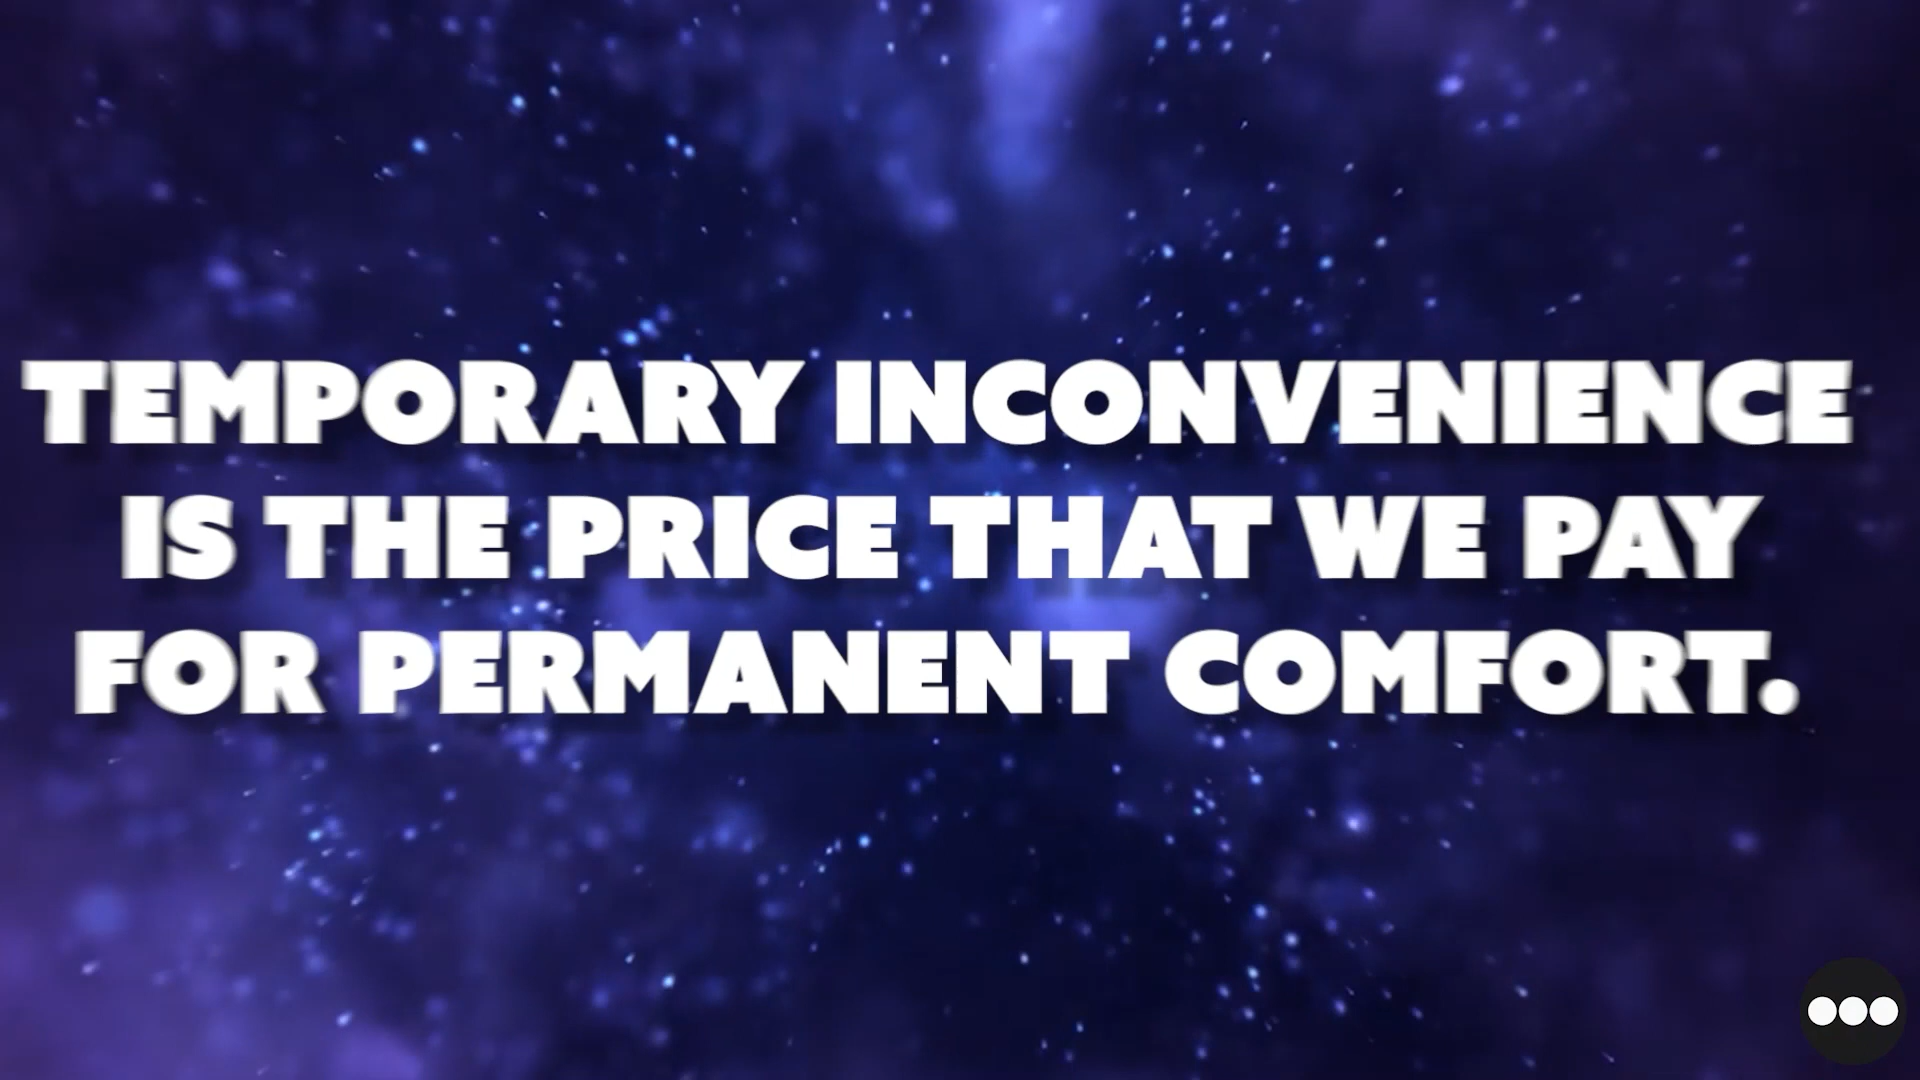 TEMPORARY INCONVENIENCE
IS THE PRICE THAT WE PAY
FOR PERMANENT COMFORT.